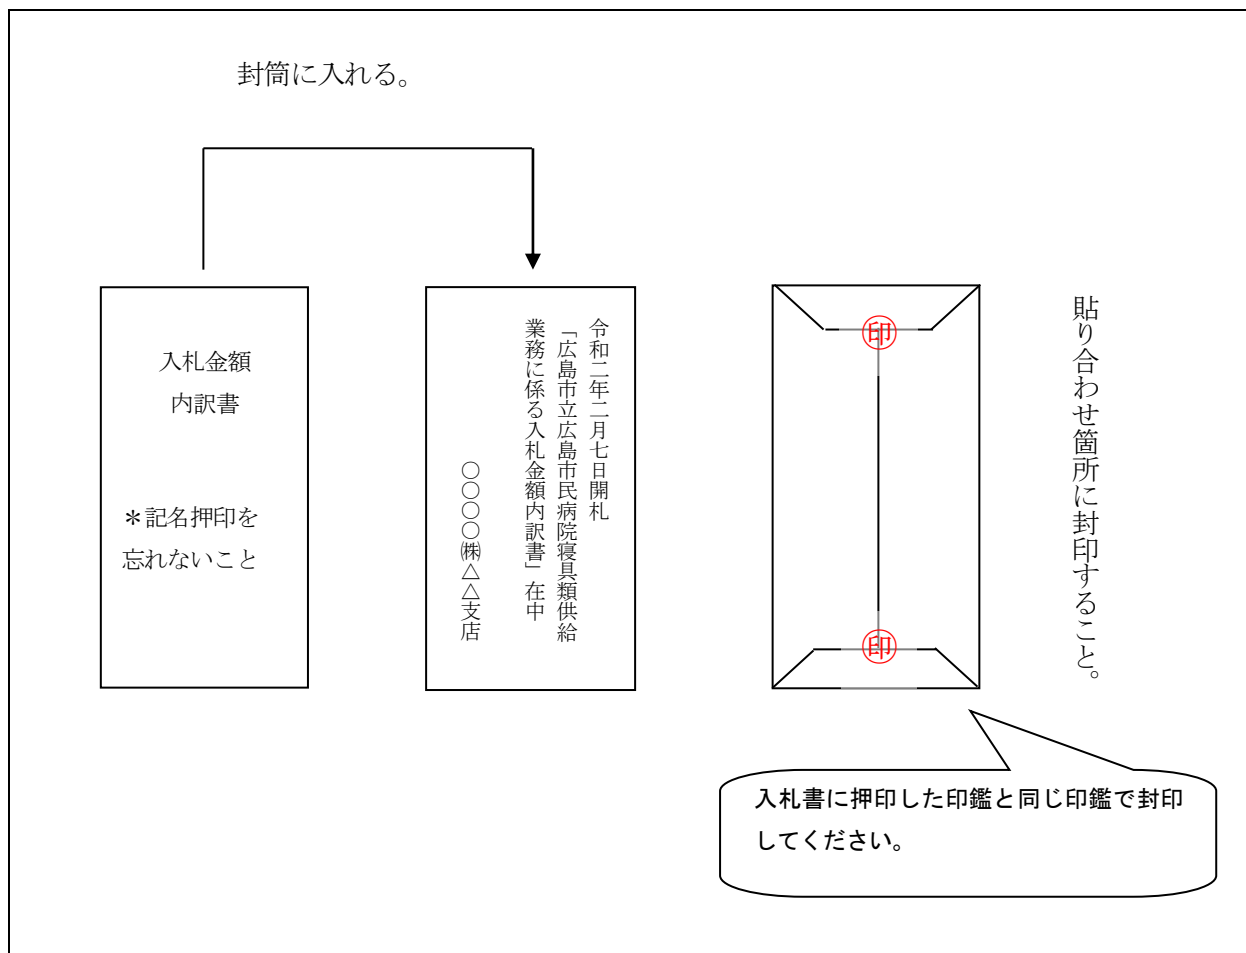 封筒に入れる。
入札金額
内訳書
＊記名押印を
忘れないこと
令和二年二月七日開札
「広島市立広島市民病院寝具類供給
業務に係る入札金額内訳書」在中
〇〇〇〇㈱△△支店
印
印
貼り合わせ箇所に封印すること。
入札書に押印した印鑑と同じ印鑑で封印
してください。